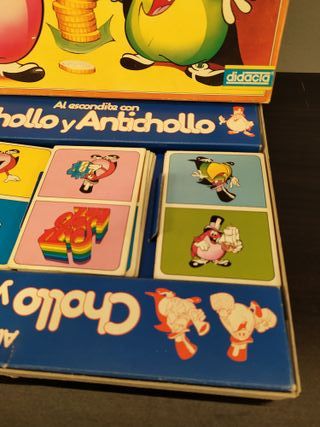 didacta
Al escondite con
hollo y Antichollo
Chollo y